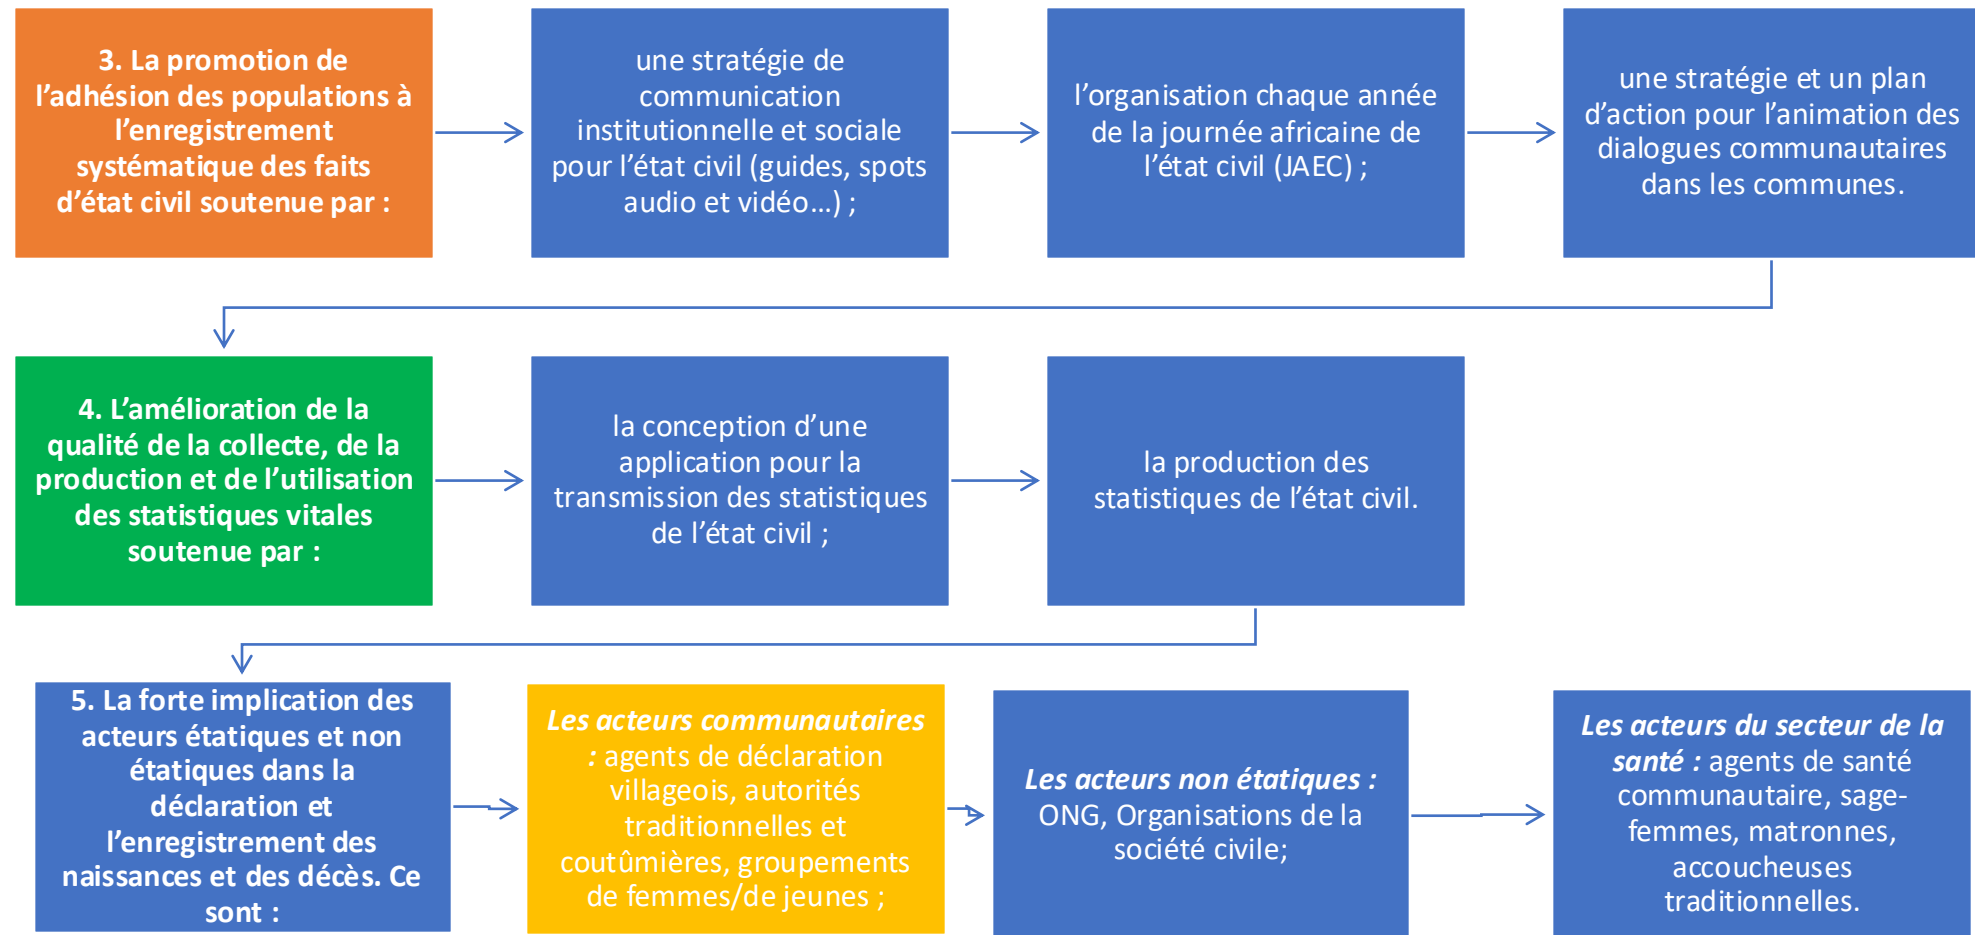 3. La promotion de
l’adhésion des populations à
l’enregistrement
systématique des faits
d’état civil soutenue par :
une stratégie de
communication
institutionnelle et sociale
pour l’état civil (guides, spots
audio et vidéo…) ;
l’organisation chaque année
de la journée africaine de
l’état civil (JAEC) ;
une stratégie et un plan
d’action pour l’animation des
dialogues communautaires
dans les communes.
4. L’amélioration de la
qualité de la collecte, de la
production et de l’utilisation
des statistiques vitales
soutenue par :
la conception d’une
application pour la
transmission des statistiques
de l’état civil ;
la production des
statistiques de l’état civil.
5. La forte implication des
acteurs étatiques et non
étatiques dans la
déclaration et
l’enregistrement des
naissances et des décès. Ce
sont :
Les acteurs communautaires
: agents de déclaration
villageois, autorités
traditionnelles et
coutûmières, groupements
de femmes/de jeunes ;
Les acteurs non étatiques :
ONG, Organisations de la
société civile;
Les acteurs du secteur de la
santé : agents de santé
communautaire, sage-
femmes, matronnes,
accoucheuses
traditionnelles.